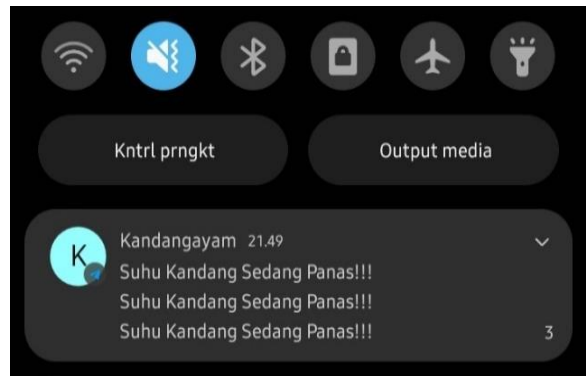 Kntrl prngkt
Output media
K
Kandangayam 21.49
Suhu Kandang Sedang Panas!!!
Suhu Kandang Sedang Panas!!!
Suhu Kandang Sedang Panas!!! 3